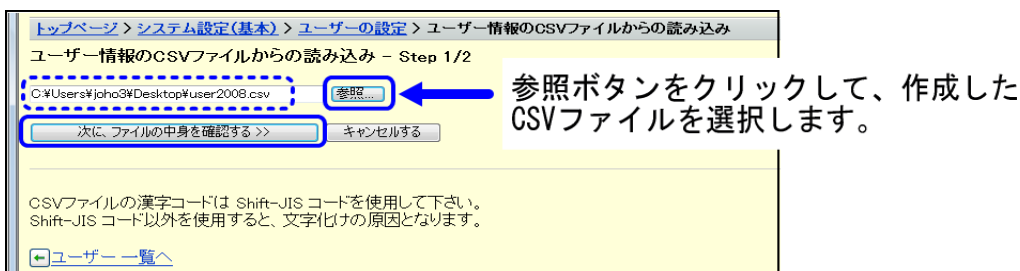 トップページ > システム設定(基本) > ユーザーの設定 > ユーザー情報のCSVファイルからの読み込み
ユーザー情報のCSVファイルからの読み込み - Step 1/2
C:¥Users¥joho3¥Desktop¥user2008.csv 参照...
参照ボタンをクリックして、作成した
CSVファイルを選択します。
次に、ファイルの中身を確認する >> キャンセルする
CSVファイルの漢字コードは Shift-JIS コードを使用して下さい。
Shift-JIS コード以外を使用すると、文字化けの原因となります。
ユーザー 一覧へ